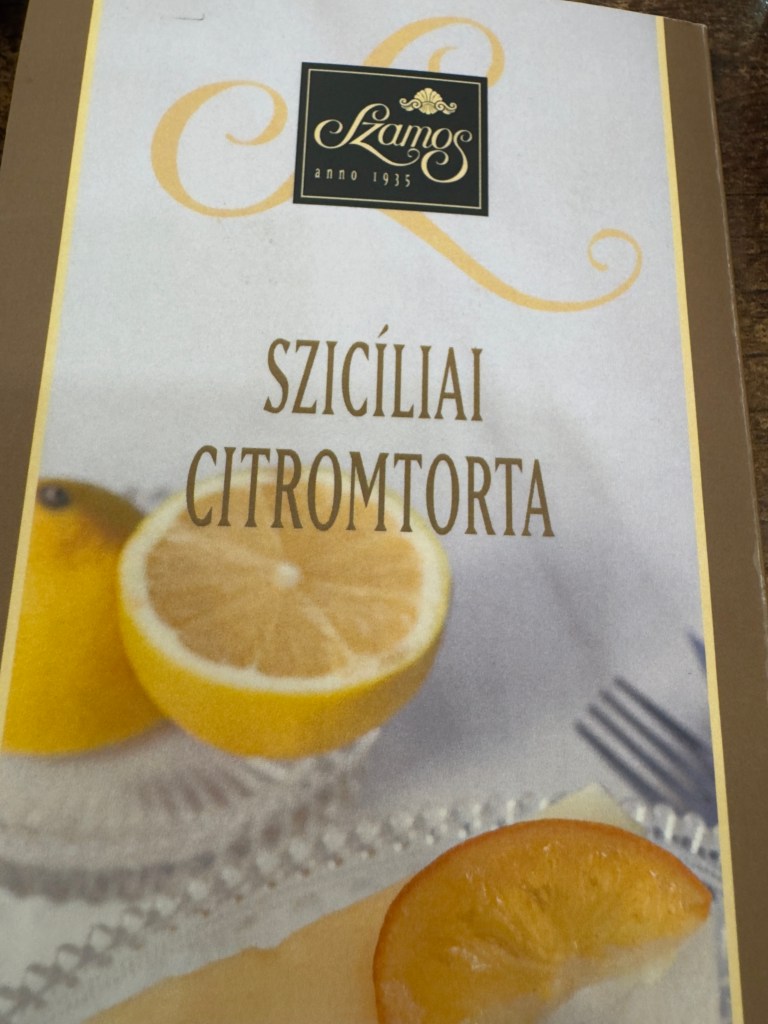 Szamos
anno 1935
SZICÍLIAI
CITROMTORTA